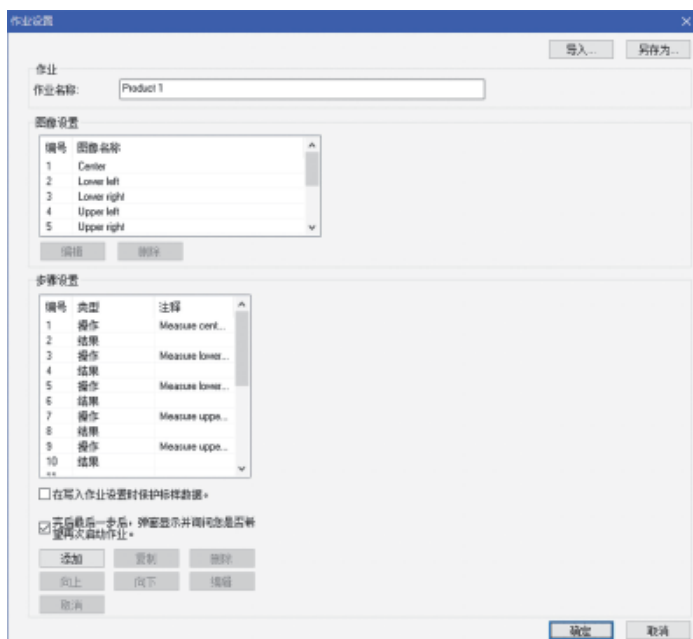 作业设置
导入...
另存为...
作业
作业名称:
Product 1
图像设置
编号 图像名称
1 Center
2 Lower left
3 Lower right
4 Upper left
5 Upper right
编辑
删除
步骤设置
编号 类型 注释
1 操作 Measure cent...
2 结果
3 操作 Measure lower...
4 结果
5 操作 Measure lower...
6 结果
7 操作 Measure uppe...
8 结果
9 操作 Measure uppe...
10 结果
在写入作业设置时保护标样数据。
最后一步后，弹窗显示并询问您是否希
望再次启动作业。
添加
复制
删除
向上
向下
编辑
取消
确定
取消